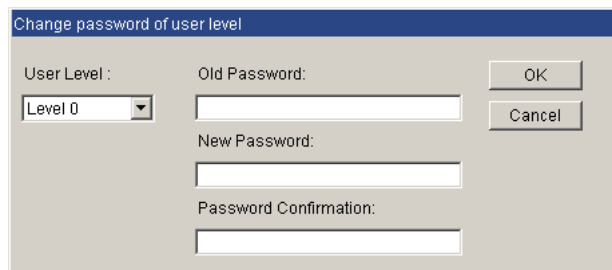 Change password of user level
User Level :
Level 0
Old Password:
New Password:
Password Confirmation:
OK
Cancel